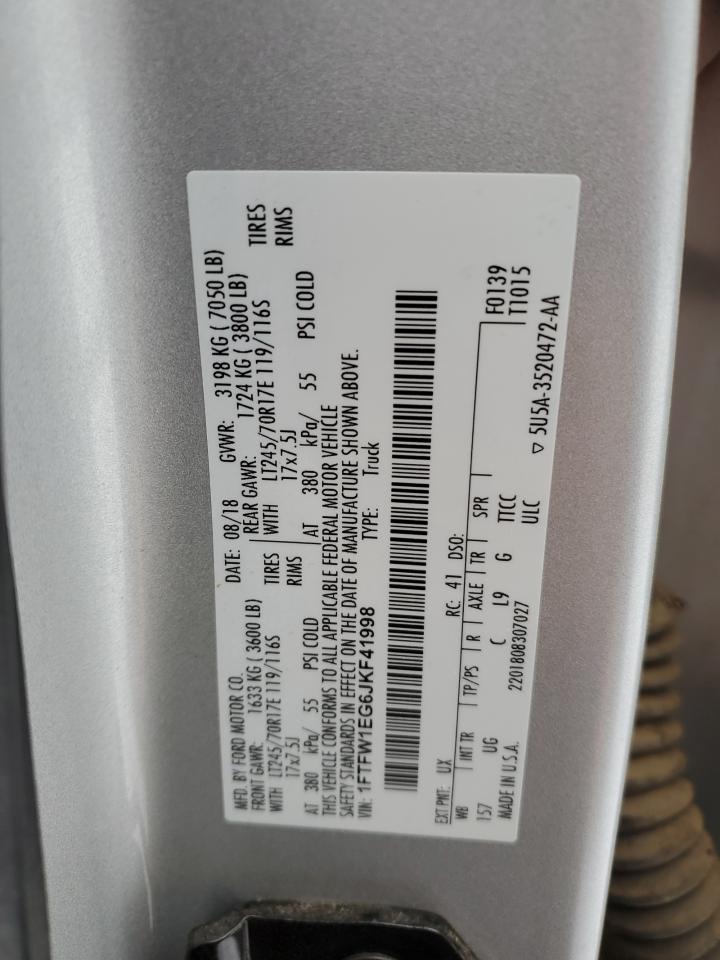 MFD. BY FORD MOTOR CO.
DATE: 08/18 GVWR: 3198 KG ( 7050 LB)
FRONT GAWR: 1633 KG ( 3600 LB) REAR GAWR: 1724 KG ( 3800 LB)
WITH LT245/70R17E 119/116S TIRES WITH LT245/70R17E 119/116S TIRES
17x7.5J RIMS 17x7.5J RIMS
AT 380 kPa/ 55 PSI COLD AT 380 kPa/ 55 PSI COLD
THIS VEHICLE CONFORMS TO ALL APPLICABLE FEDERAL MOTOR VEHICLE
SAFETY STANDARDS IN EFFECT ON THE DATE OF MANUFACTURE SHOWN ABOVE.
VIN: 1FTFW1EG6JKF41998 TYPE: Truck
EXT PNT: UX RC: 41 DSO:
WB INT TR TP/PS R AXLE TR SPR F0139
157 UG C L9 G TTCC T1015
MADE IN U.S.A. 2201808307027 ULC
▽ 5U5A-3520472-AA